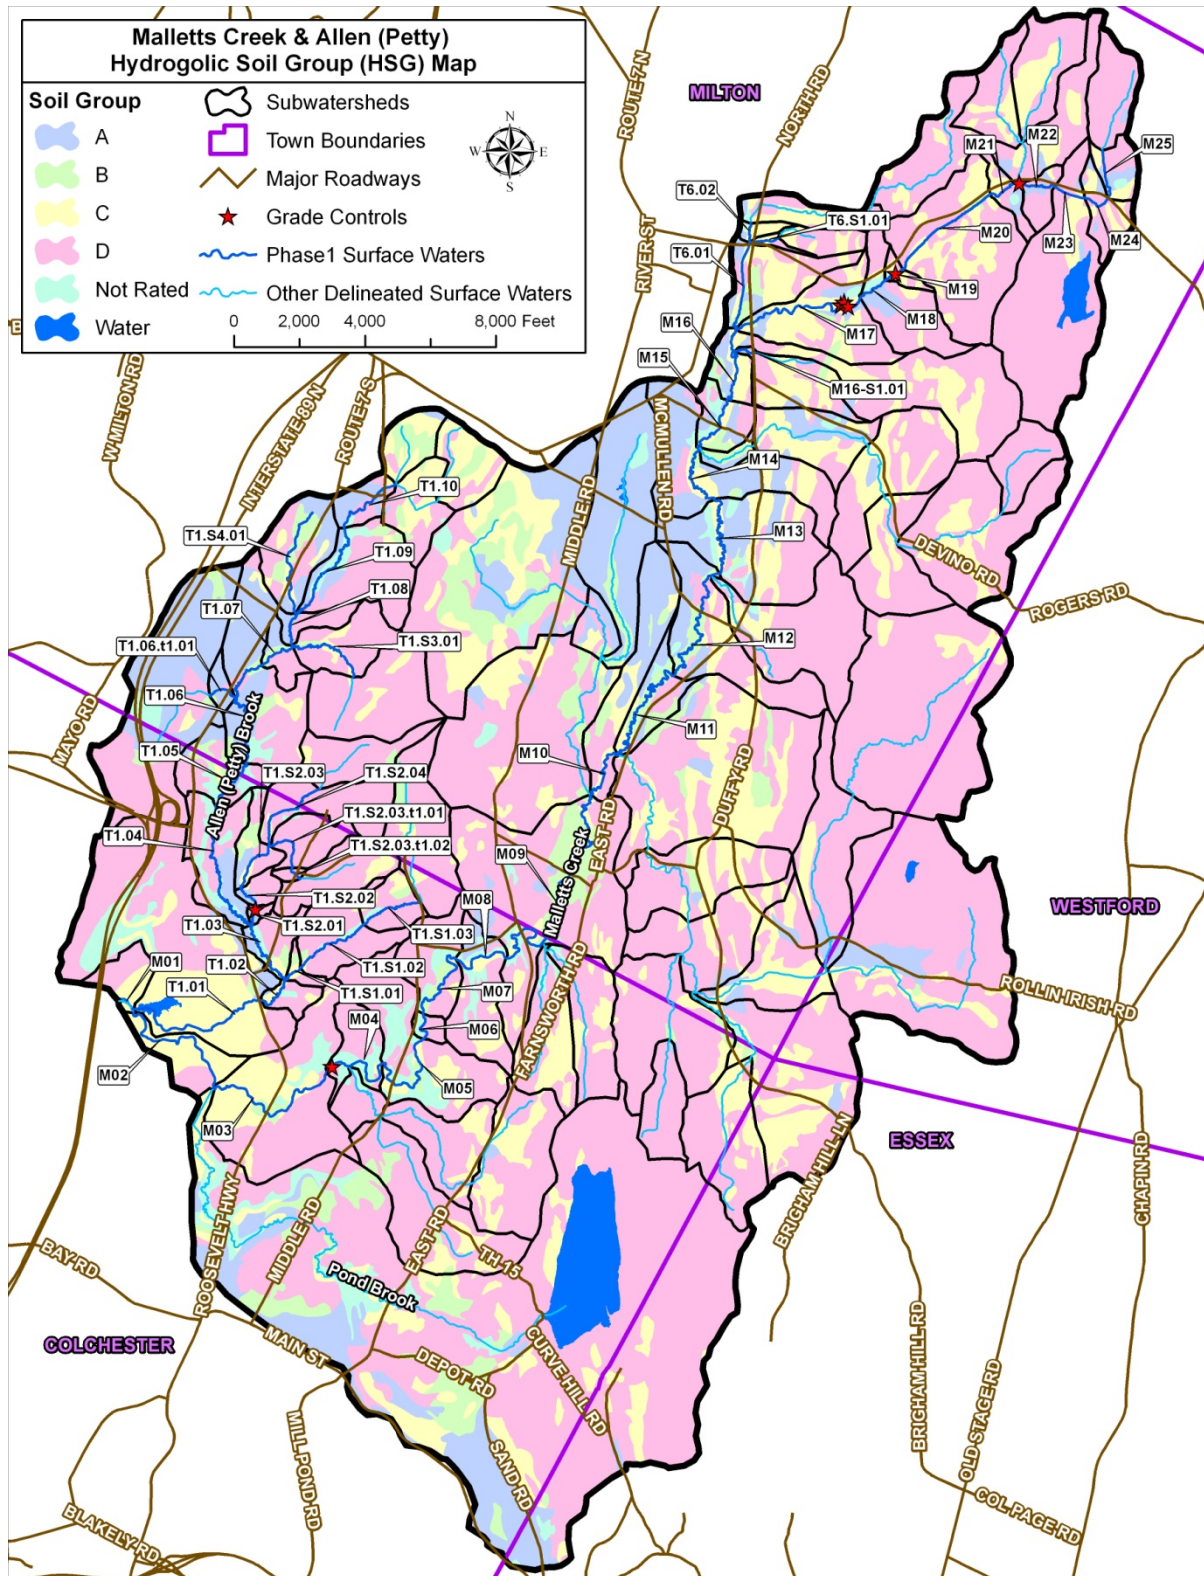 Malletts Creek & Allen (Petty)
Hydrogolic Soil Group (HSG) Map
Soil Group
A
B
C
D
Not Rated
Water
Subwatersheds
Town Boundaries
Major Roadways
Grade Controls
Phase1 Surface Waters
Other Delineated Surface Waters
N
W E
S
0 2,000 4,000 8,000 Feet
MILTON
ROUTE-7-N
NORTH RD
RIVER ST
M21
M22
M25
T6.02
T6.S1.01
M20
M23
M24
T6.01
M19
M18
M17
M16
M15
M16-S1.01
W MILTON RD
INTERSTATE-89 N
ROUTE-7-S
MCMULLEN RD
MIDDLE RD
M14
T1.10
T1.S4.01
M13
T1.09
DEVINO RD
T1.08
ROGERS RD
T1.07
T1.S3.01
M12
T1.06.t1.01
T1.06
MAYO RD
M11
T1.05
M10
Allen (Petty) Brook
T1.S2.03
T1.S2.04
DUFFY RD
T1.S2.03.t1.01
T1.04
EAST RD
T1.S2.03.t1.02
M09
Malletts Creek
T1.S2.02
M08
WESTFORD
T1.S2.01
T1.03
T1.S1.03
M01
T1.02
T1.S1.02
T1.01
T1.S1.01
M07
FARNSWORTH RD
ROLLIN-IRISH RD
M04
M06
M02
M05
M03
BRIGHAM HILL LN
ESSEX
CHAPIN RD
ROOSEVELT HWY
MIDDLE RD
EAST RD
BAY RD
TH-15
Pond Brook
COLCHESTER
MAIN ST
DEPOT RD
CURVE HILL RD
BRIGHAM HILL RD
OLD STAGE RD
MILL POND RD
SAND RD
COL PAGE RD
BLAKELY RD